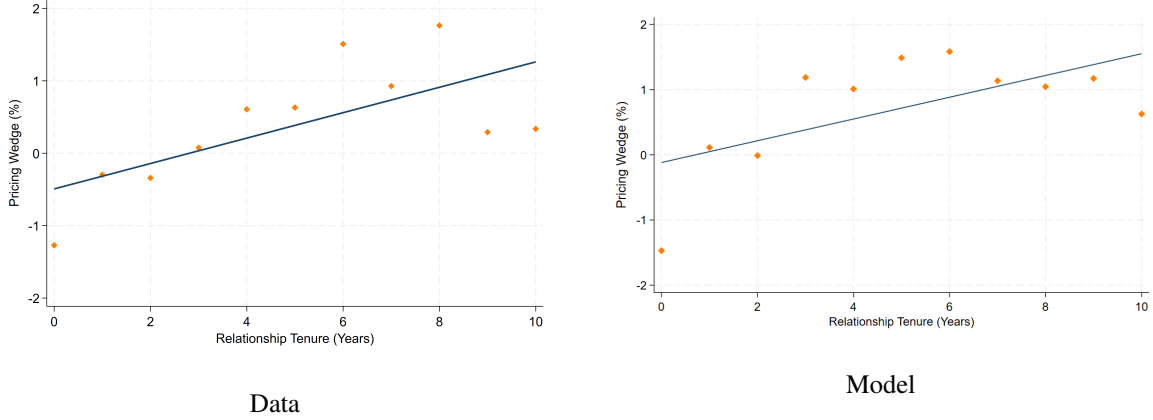 Pricing Wedge (%)
2
1
0
-1
-2
0 2 4 6 8 10
Relationship Tenure (Years)
Data
Pricing Wedge (%)
2
1
0
-1
-2
0 2 4 6 8 10
Relationship Tenure (Years)
Model